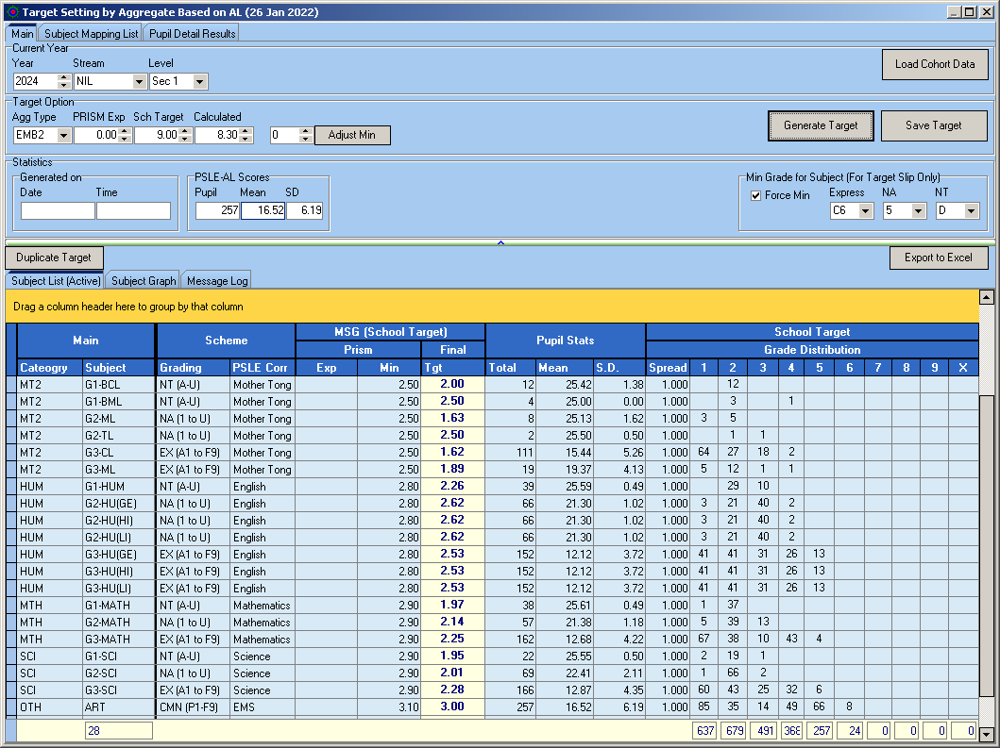 Target Setting by Aggregate Based on AL (26 Jan 2022)
Main Subject Mapping List Pupil Detail Results
Current Year
Year Stream Level
2024 NIL Sec 1
Load Cohort Data
Target Option
Agg Type PRISM Exp Sch Target Calculated
EMB2 0.00 9.00 8.30 0 Adjust Min
Generate Target Save Target
Statistics
Generated on PSLE-AL Scores Min Grade for Subject (For Target Slip Only)
Date Time Pupil Mean SD Force Min Express NA NT
257 16.52 6.19 C6 5 D
Duplicate Target Export to Excel
Subject List (Active) Subject Graph Message Log
Drag a column header here to group by that column
Main Scheme MSG (School Target) Pupil Stats School Target
Prism Final Grade Distribution
Cateogry Subject Grading PSLE Corr Exp Min Tgt Total Mean S.D. Spread 1 2 3 4 5 6 7 8 9 X
MT2 G1-BCL NT (A-U) Mother Tong 2.50 2.00 12 25.42 1.38 1.000 12
MT2 G1-BML NT (A-U) Mother Tong 2.50 2.50 4 25.00 0.00 1.000 3 1
MT2 G2-ML NA (1 to U) Mother Tong 2.50 1.63 8 25.13 1.62 1.000 3 5
MT2 G2-TL NA (1 to U) Mother Tong 2.50 2.50 2 25.50 0.50 1.000 1 1
MT2 G3-CL EX (A1 to F9) Mother Tong 2.50 1.62 111 15.44 5.26 1.000 64 27 18 2
MT2 G3-ML EX (A1 to F9) Mother Tong 2.50 1.89 19 19.37 4.13 1.000 5 12 1 1
HUM G1-HUM NT (A-U) English 2.80 2.26 39 25.59 0.49 1.000 29 10
HUM G2-HU(GE) NA (1 to U) English 2.80 2.62 66 21.30 1.02 1.000 3 21 40 2
HUM G2-HU(HI) NA (1 to U) English 2.80 2.62 66 21.30 1.02 1.000 3 21 40 2
HUM G2-HU(LI) NA (1 to U) English 2.80 2.62 66 21.30 1.02 1.000 3 21 40 2
HUM G3-HU(GE) EX (A1 to F9) English 2.80 2.53 152 12.12 3.72 1.000 41 41 31 26 13
HUM G3-HU(HI) EX (A1 to F9) English 2.80 2.53 152 12.12 3.72 1.000 41 41 31 26 13
HUM G3-HU(LI) EX (A1 to F9) English 2.80 2.53 152 12.12 3.72 1.000 41 41 31 26 13
MTH G1-MATH NT (A-U) Mathematics 2.90 1.97 38 25.61 0.49 1.000 1 37
MTH G2-MATH NA (1 to U) Mathematics 2.90 2.14 57 21.38 1.18 1.000 5 39 13
MTH G3-MATH EX (A1 to F9) Mathematics 2.90 2.25 162 12.68 4.22 1.000 67 38 10 43 4
SCI G1-SCI NT (A-U) Science 2.90 1.95 22 25.55 0.50 1.000 2 19 1
SCI G2-SCI NA (1 to U) Science 2.90 2.01 69 22.41 2.11 1.000 1 66 2
SCI G3-SCI EX (A1 to F9) Science 2.90 2.28 166 12.87 4.35 1.000 60 43 25 32 6
OTH ART CMN (P1-F9) EMS 3.10 3.00 257 16.52 6.19 1.000 85 35 14 49 66 8
28 637 679 491 368 257 24 0 0 0 0